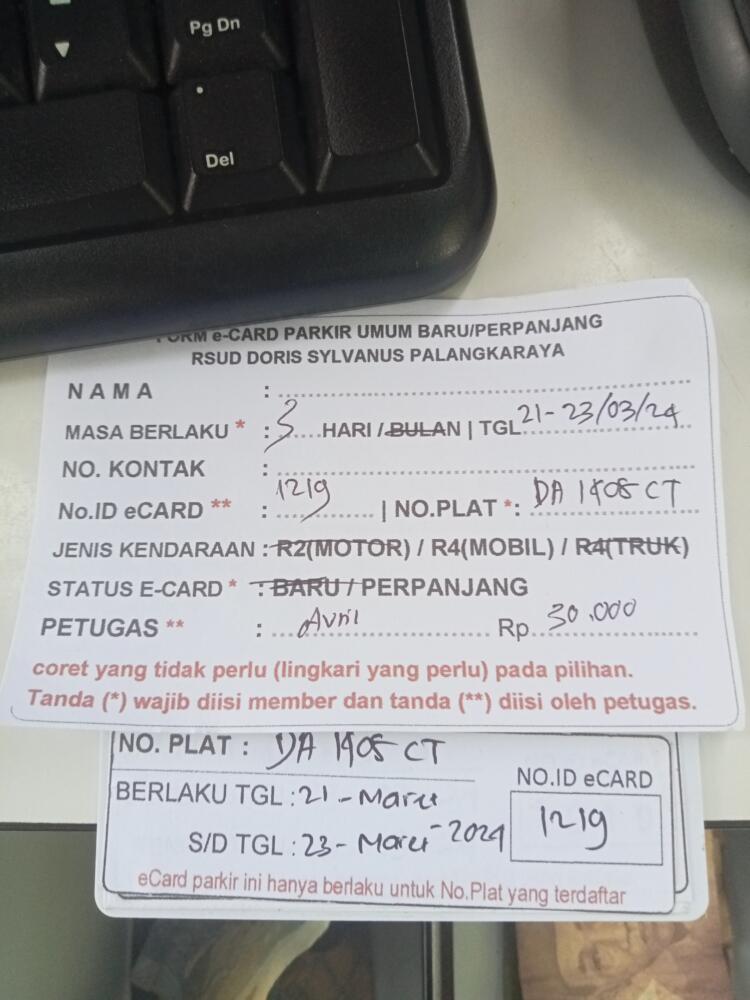 Pg Dn
Del
FORM e-CARD PARKIR UMUM BARU/PERPANJANG
RSUD DORIS SYLVANUS PALANGKARAYA
NAMA :
MASA BERLAKU * : 3 HARI / BULAN | TGL 21-23/03/24
NO. KONTAK :
No.ID eCARD ** : 1219 | NO.PLAT *: DA 1405 CT
JENIS KENDARAAN : R2(MOTOR) / R4(MOBIL) / R4(TRUK)
STATUS E-CARD * : BARU / PERPANJANG
PETUGAS ** : Avril Rp. 30.000
coret yang tidak perlu (lingkari yang perlu) pada pilihan.
Tanda (*) wajib diisi member dan tanda (**) diisi oleh petugas.
NO. PLAT : DA 1405 CT
BERLAKU TGL : 21 - Maret
S/D TGL : 23 - Maret - 2024
NO.ID eCARD
1219
eCard parkir ini hanya berlaku untuk No.Plat yang terdaftar